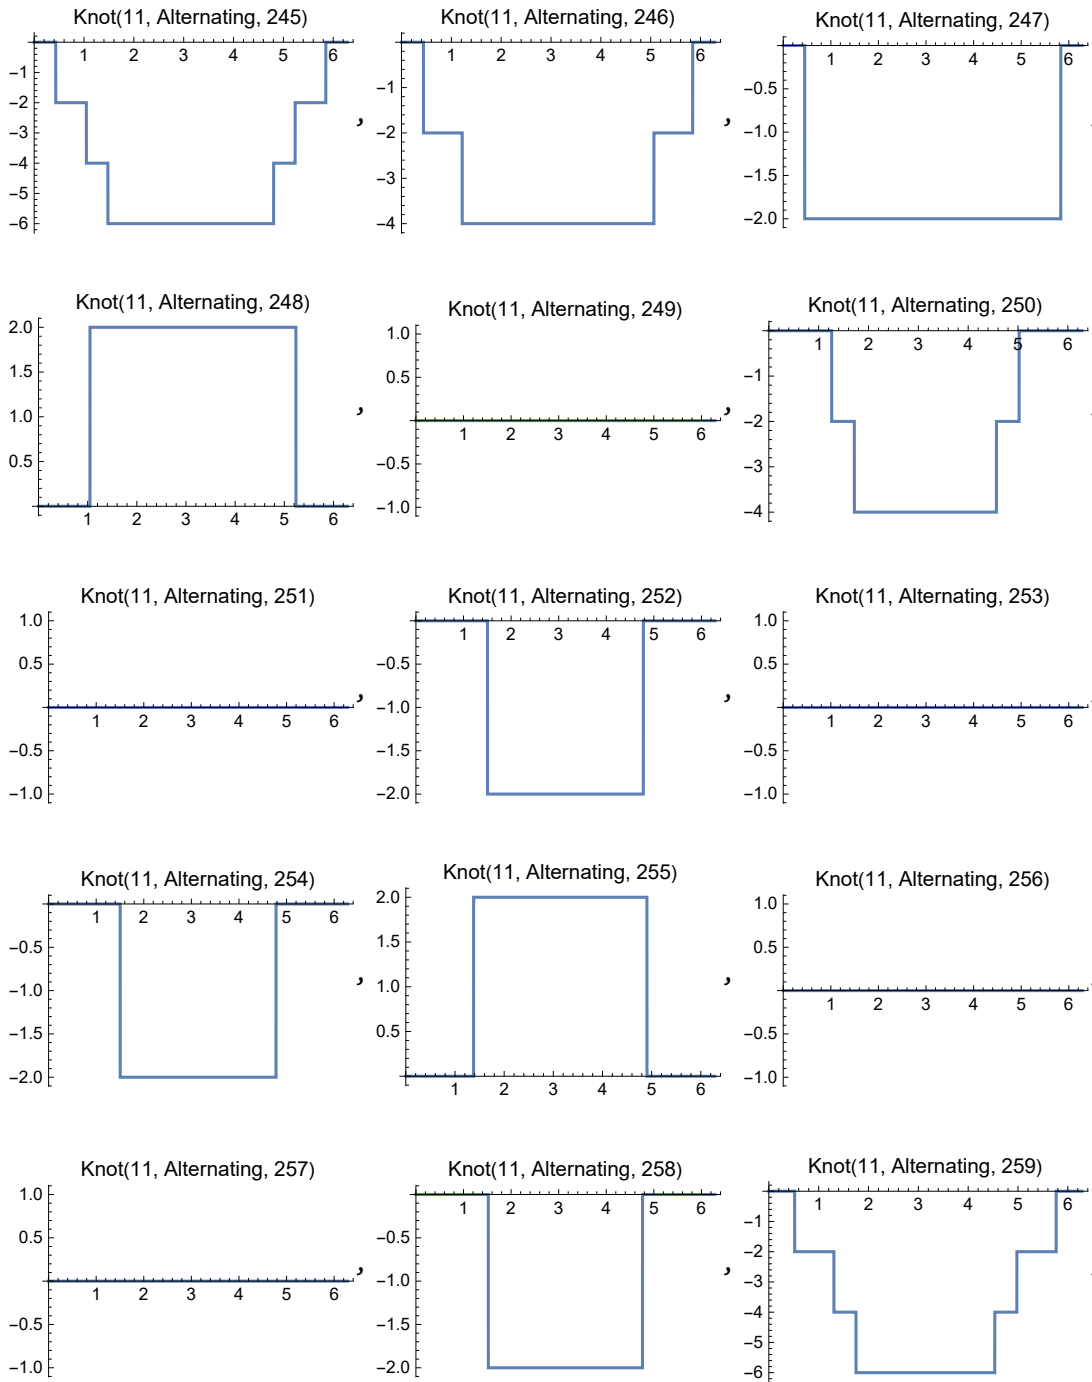 Knot(11, Alternating, 245)
1 2 3 4 5 6
−1
−2
−3
−4
−5
−6
,
Knot(11, Alternating, 246)
1 2 3 4 5 6
−1
−2
−3
−4
,
Knot(11, Alternating, 247)
1 2 3 4 5 6
−0.5
−1.0
−1.5
−2.0
Knot(11, Alternating, 248)
2.0
1.5
1.0
0.5
1 2 3 4 5 6
,
Knot(11, Alternating, 249)
1.0
0.5
1 2 3 4 5 6
−0.5
−1.0
,
Knot(11, Alternating, 250)
1 2 3 4 5 6
−1
−2
−3
−4
Knot(11, Alternating, 251)
1.0
0.5
1 2 3 4 5 6
−0.5
−1.0
,
Knot(11, Alternating, 252)
1 2 3 4 5 6
−0.5
−1.0
−1.5
−2.0
,
Knot(11, Alternating, 253)
1.0
0.5
1 2 3 4 5 6
−0.5
−1.0
Knot(11, Alternating, 254)
1 2 3 4 5 6
−0.5
−1.0
−1.5
−2.0
,
Knot(11, Alternating, 255)
2.0
1.5
1.0
0.5
1 2 3 4 5 6
,
Knot(11, Alternating, 256)
1.0
0.5
1 2 3 4 5 6
−0.5
−1.0
Knot(11, Alternating, 257)
1.0
0.5
1 2 3 4 5 6
−0.5
−1.0
,
Knot(11, Alternating, 258)
1 2 3 4 5 6
−0.5
−1.0
−1.5
−2.0
,
Knot(11, Alternating, 259)
1 2 3 4 5 6
−1
−2
−3
−4
−5
−6